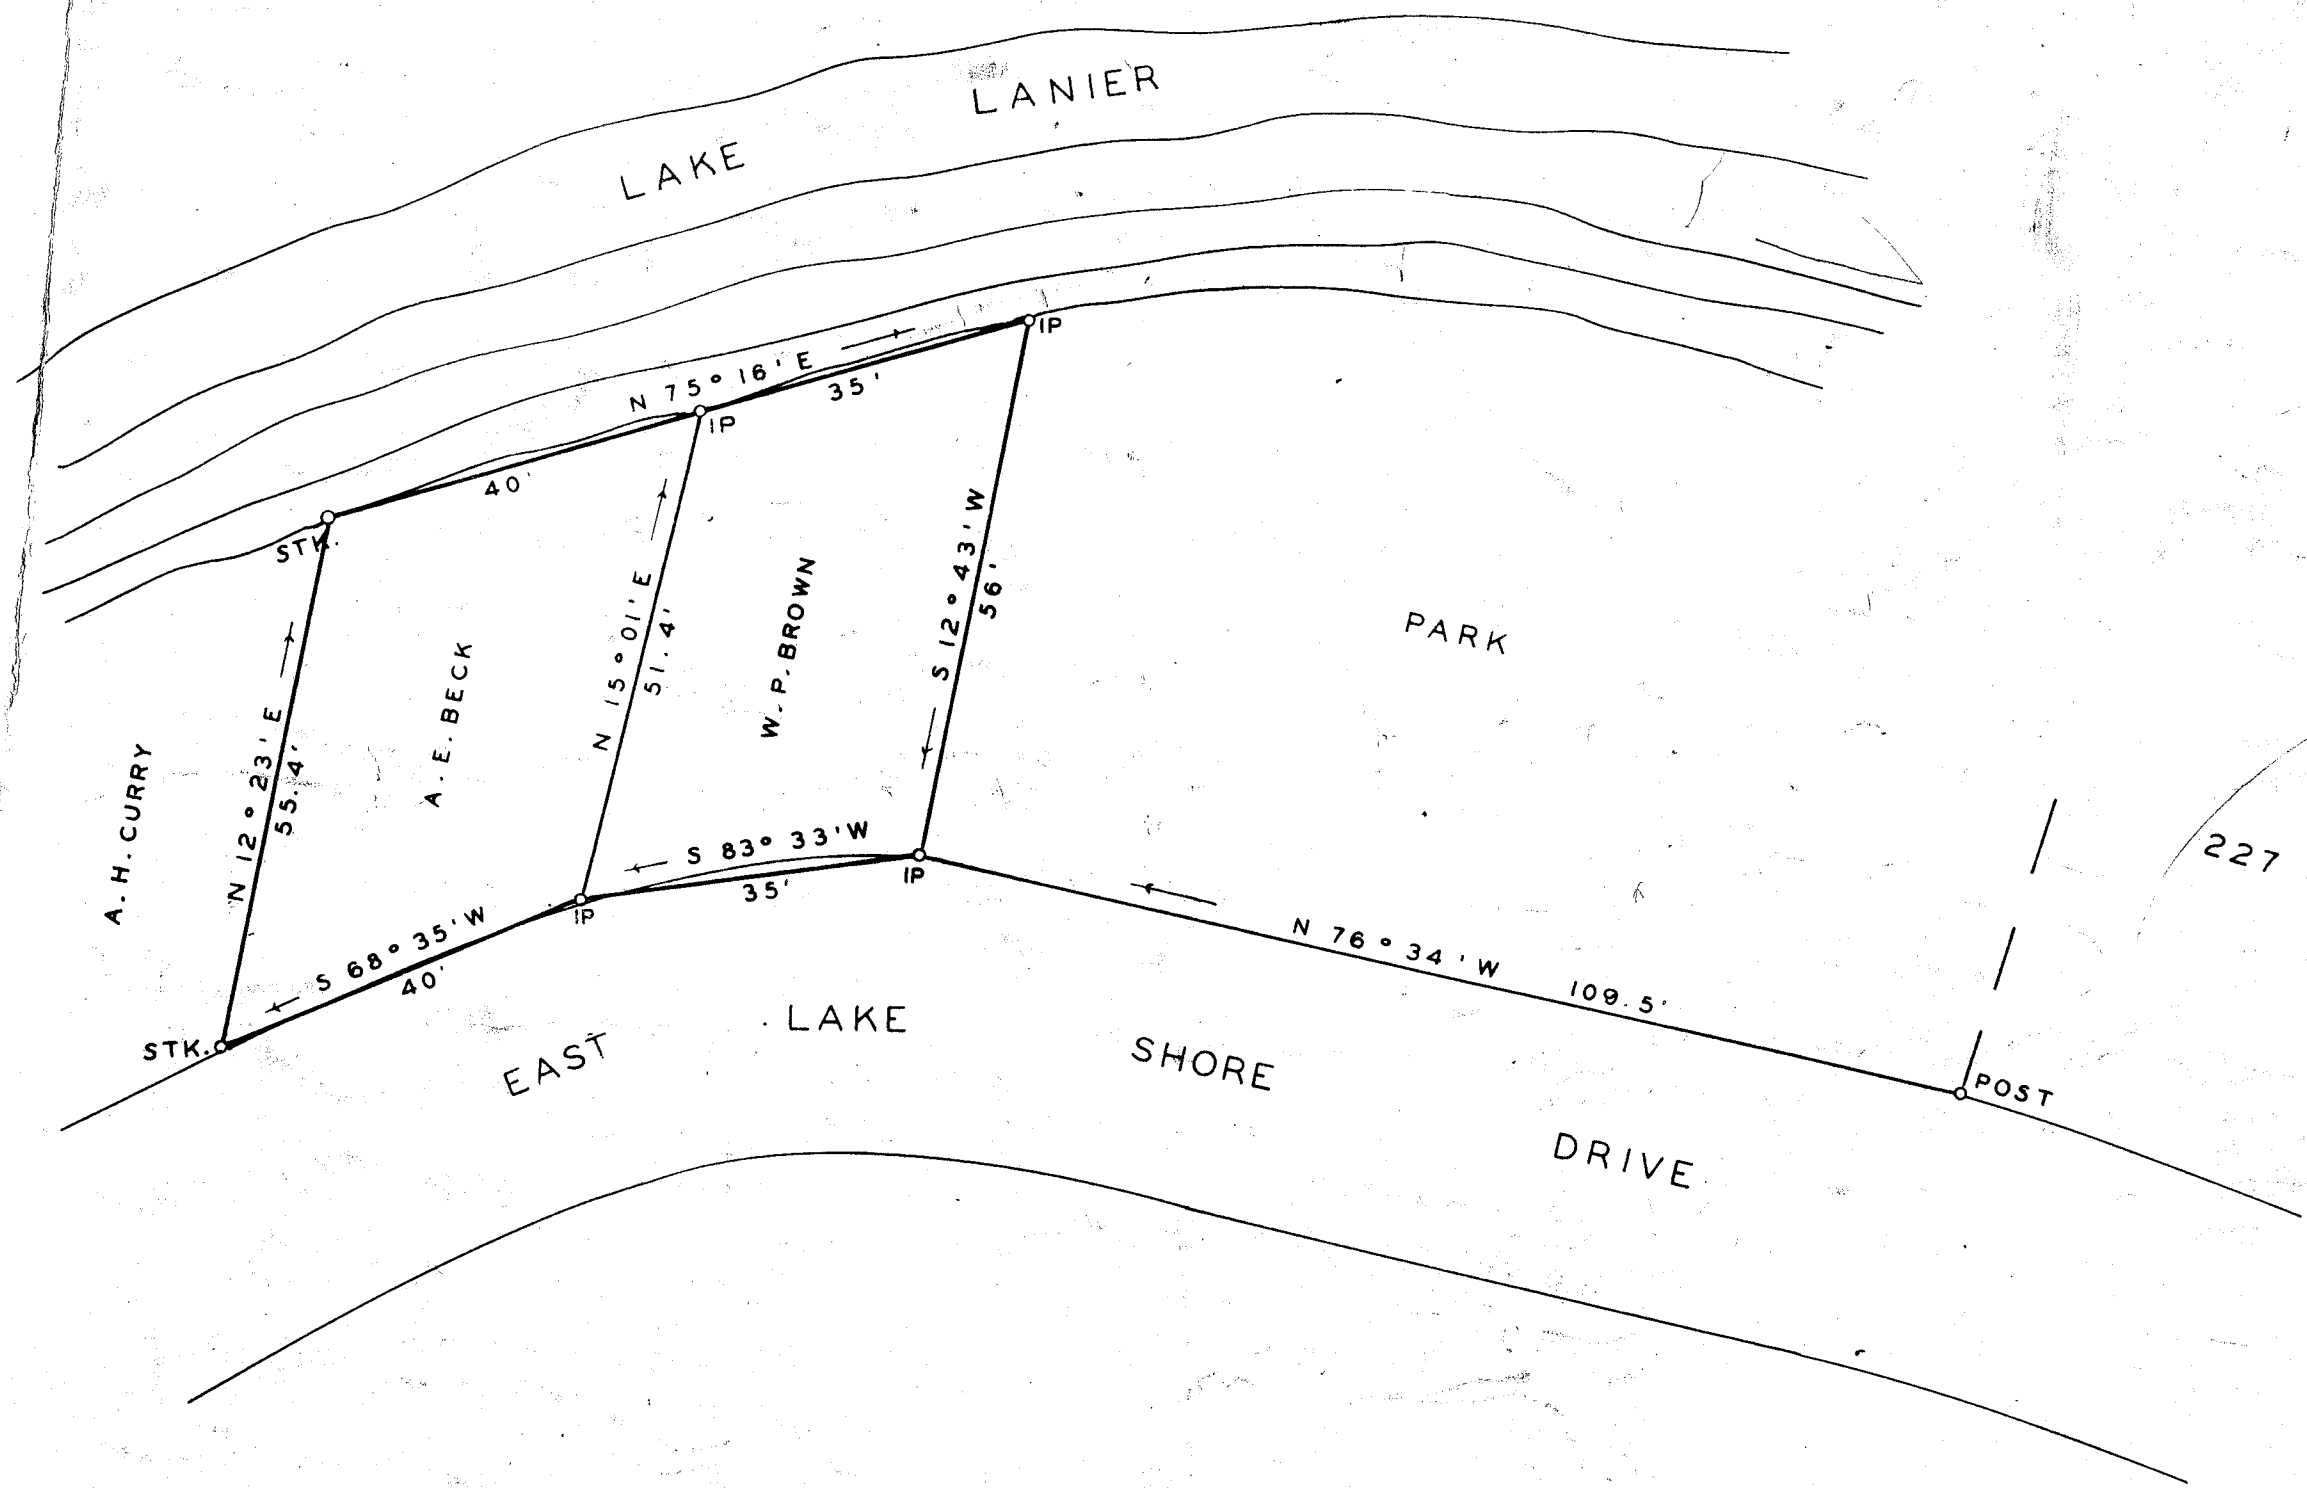 LAKE LANIER
N 75° 16' E
35'
IP
IP
40'
STK.
N 12° 23' E
55.4'
A. H. CURRY
A. E. BECK
N 15° 01' E
51.4'
W. P. BROWN
S 12° 43' W
56'
PARK
S 83° 33' W
35'
IP
IP
S 68° 35' W
40'
STK.
N 76° 34' W 109.5'
POST
227
EAST LAKE SHORE DRIVE